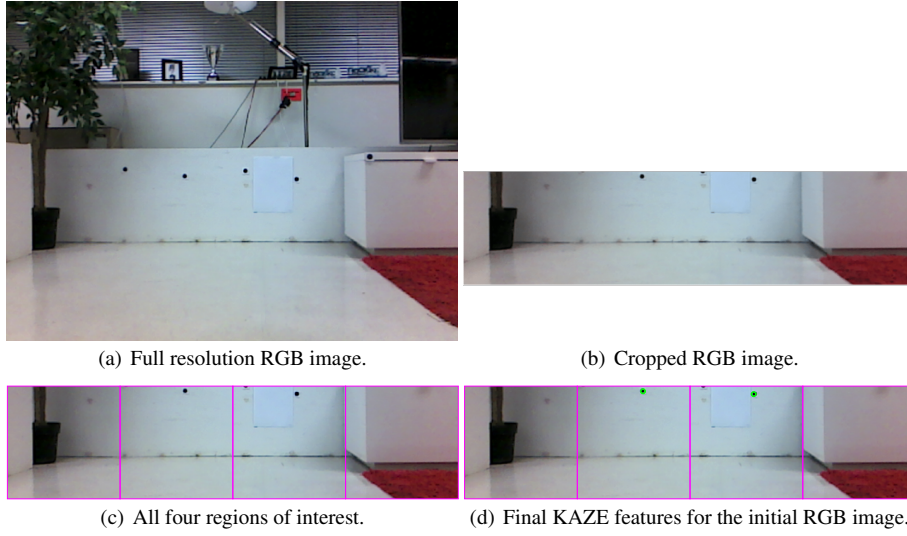 (a) Full resolution RGB image.
(b) Cropped RGB image.
(c) All four regions of interest.
(d) Final KAZE features for the initial RGB image.